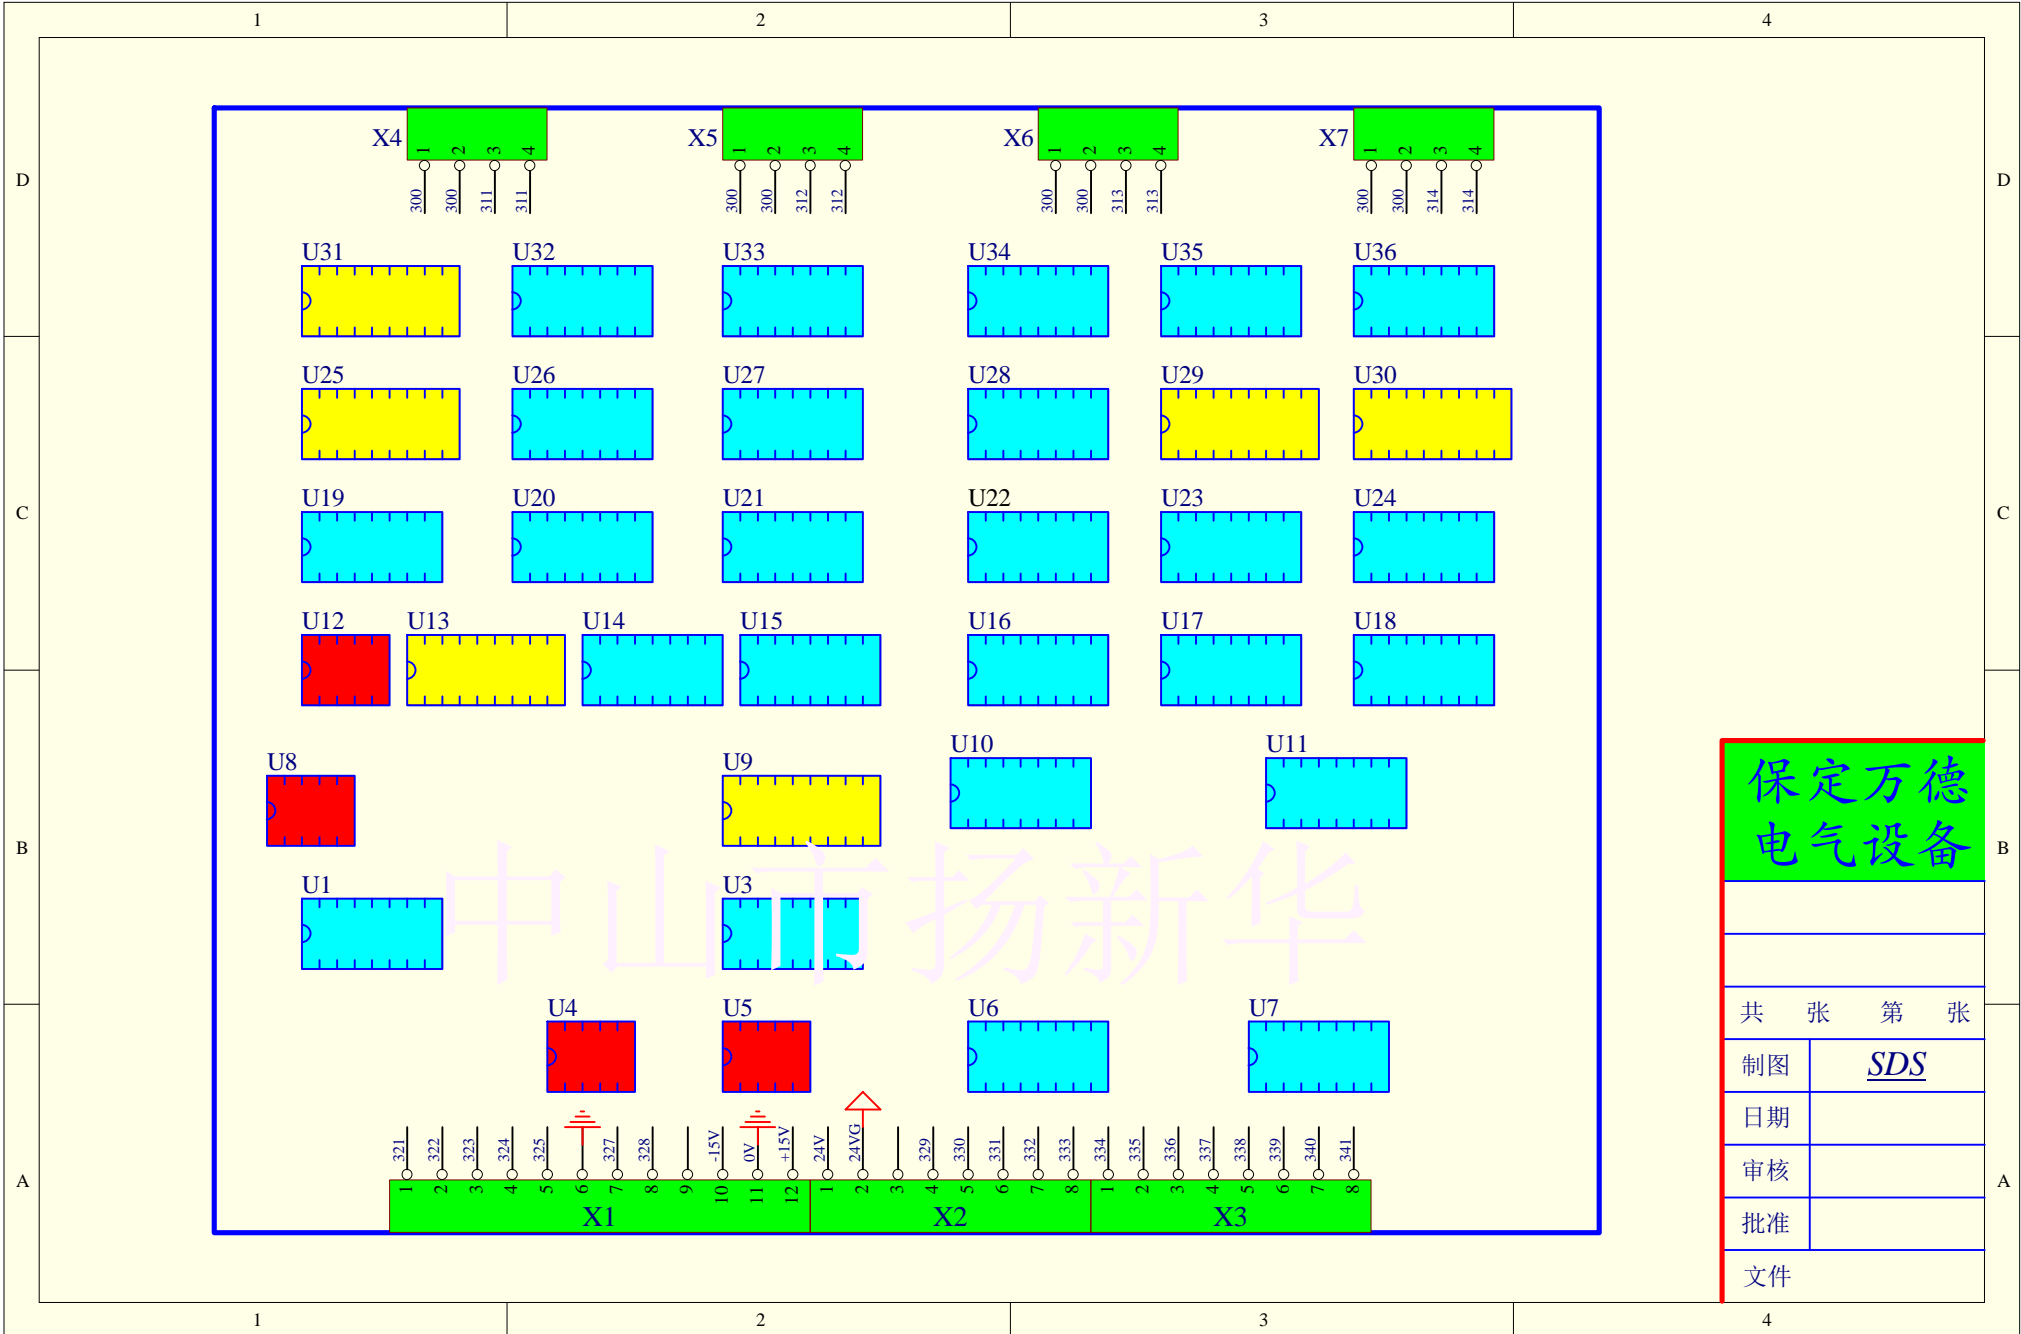 1 2 3 4
D D
X4 X5 X6 X7
1 2 3 4 1 2 3 4 1 2 3 4 1 2 3 4
300 300 311 311 300 300 312 312 300 300 313 313 300 300 314 314
U31 U32 U33 U34 U35 U36
U25 U26 U27 U28 U29 U30
C C
U19 U20 U21 U22 U23 U24
U12 U13 U14 U15 U16 U17 U18
U8 U9 U10 U11
B B
U1 U3
中山市扬新华
U4 U5 U6 U7
321 322 323 324 325 327 328 -15V 0V +15V 24V 24VG 329 330 331 332 333 334 335 336 337 338 339 340 341
1 2 3 4 5 6 7 8 9 10 11 12 1 2 3 4 5 6 7 8 1 2 3 4 5 6 7 8
A A
X1 X2 X3
保定万德
电气设备
共 张 第 张
制图 SDS
日期
审核
批准
文件
1 2 3 4